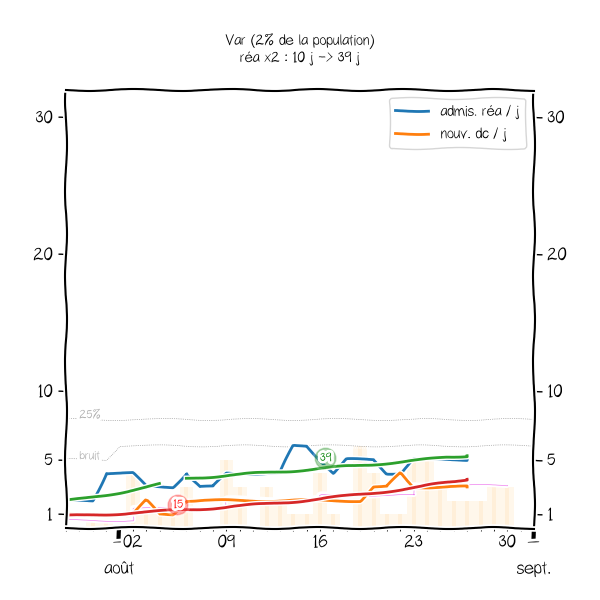 Var (2% de la population)
réa x2 : 10 j -> 39 j
admis. réa / j
nouv. dc / j
30
30
20
20
10
10
25%
bruit
39
5
5
15
1
1
02
09
16
23
30
août
sept.